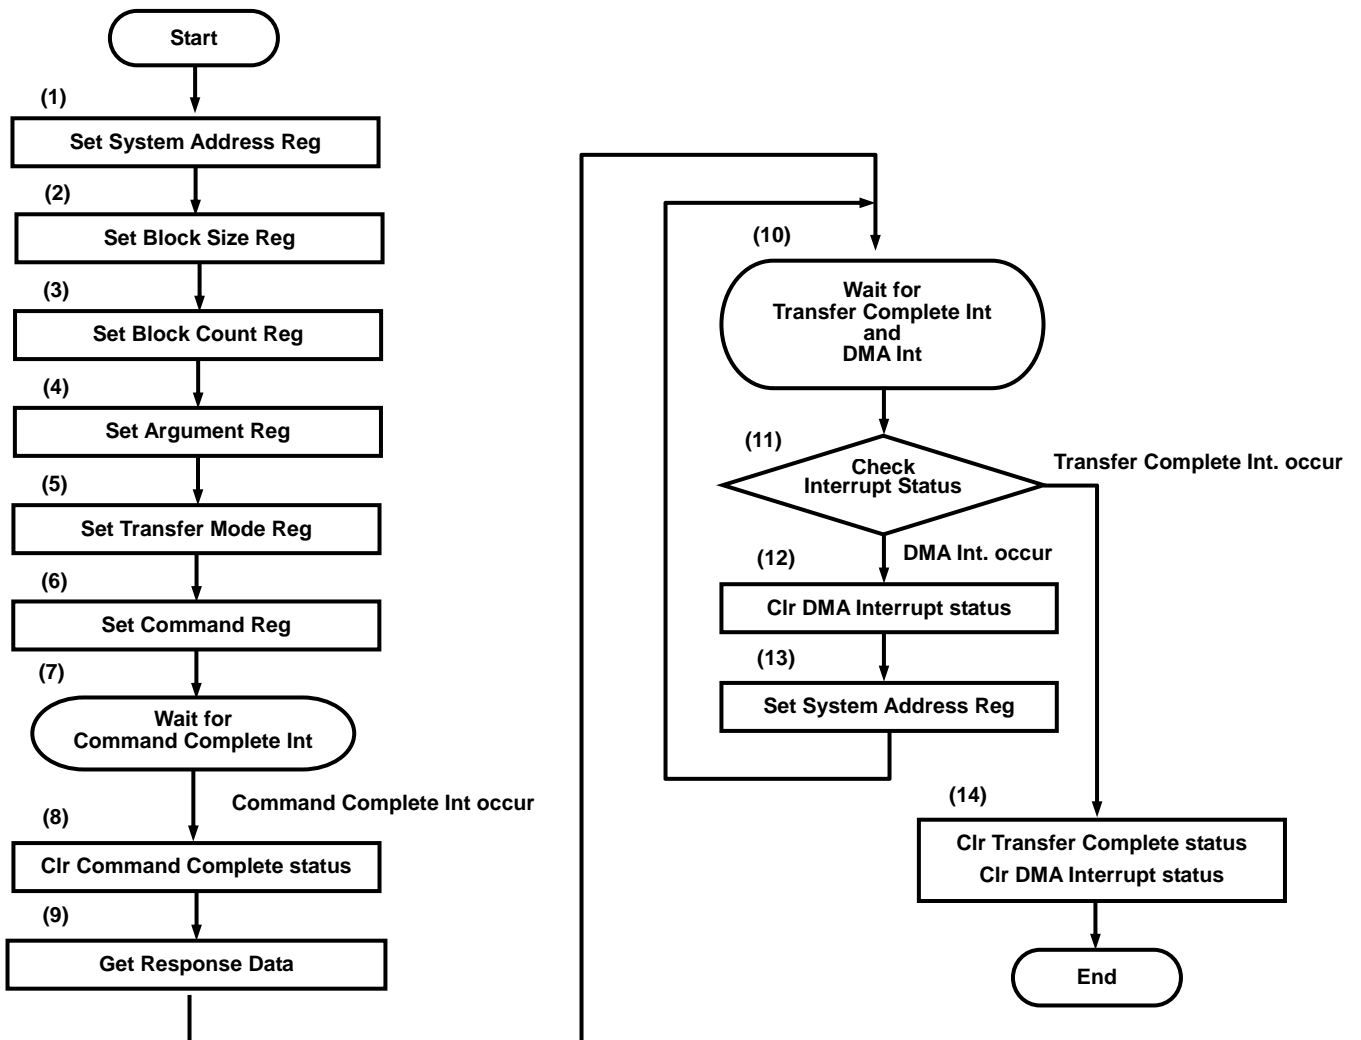 Start
(1)
Set System Address Reg
(2)
Set Block Size Reg
(3)
Set Block Count Reg
(4)
Set Argument Reg
(5)
Set Transfer Mode Reg
(6)
Set Command Reg
(7)
Wait for
Command Complete Int
Command Complete Int occur
(8)
Clr Command Complete status
(9)
Get Response Data
(10)
Wait for
Transfer Complete Int
and
DMA Int
(11)
Check
Interrupt Status
Transfer Complete Int. occur
DMA Int. occur
(12)
Clr DMA Interrupt status
(13)
Set System Address Reg
(14)
Clr Transfer Complete status
Clr DMA Interrupt status
End